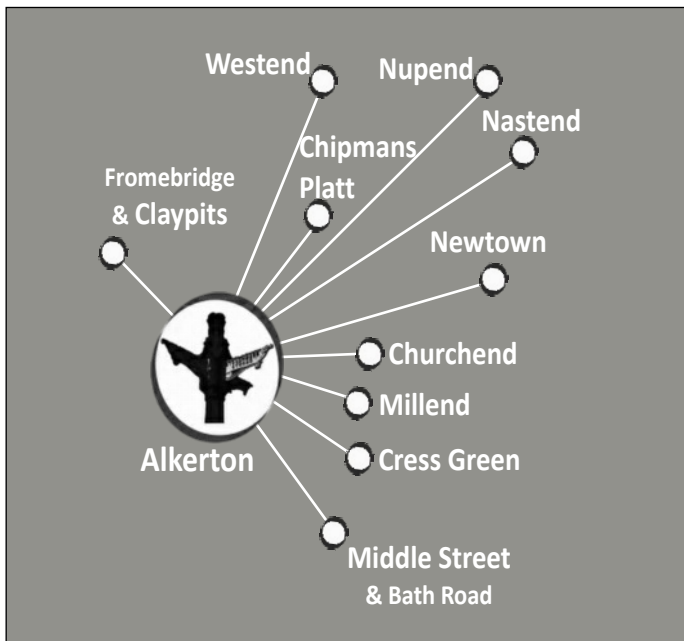 Westend
Nupend
Nastend
Chipmans
Platt
Fromebridge
& Claypits
Newtown
Churchend
Millend
Alkerton
Cress Green
Middle Street
& Bath Road